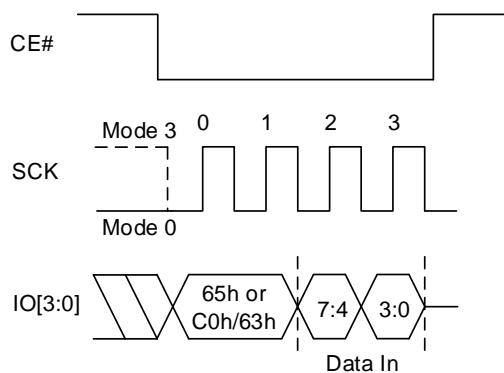 CE#
Mode 3
0 1 2 3
SCK
Mode 0
IO[3:0]
65h or
C0h/63h
7:4
3:0
Data In